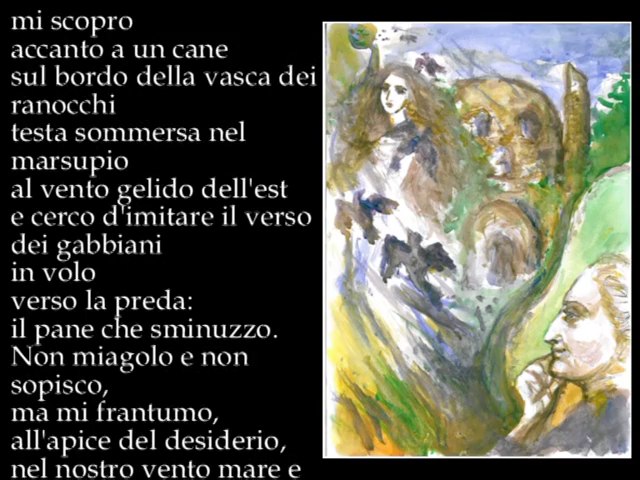 mi scopro
accanto a un cane
sul bordo della vasca dei
ranocchi
testa sommersa nel
marsupio
al vento gelido dell'est
e cerco d'imitare il verso
dei gabbiani
in volo
verso la preda:
il pane che sminuzzo.
Non miagolo e non
sopisco,
ma mi frantumo,
all'apice del desiderio,
nel nostro vento mare e